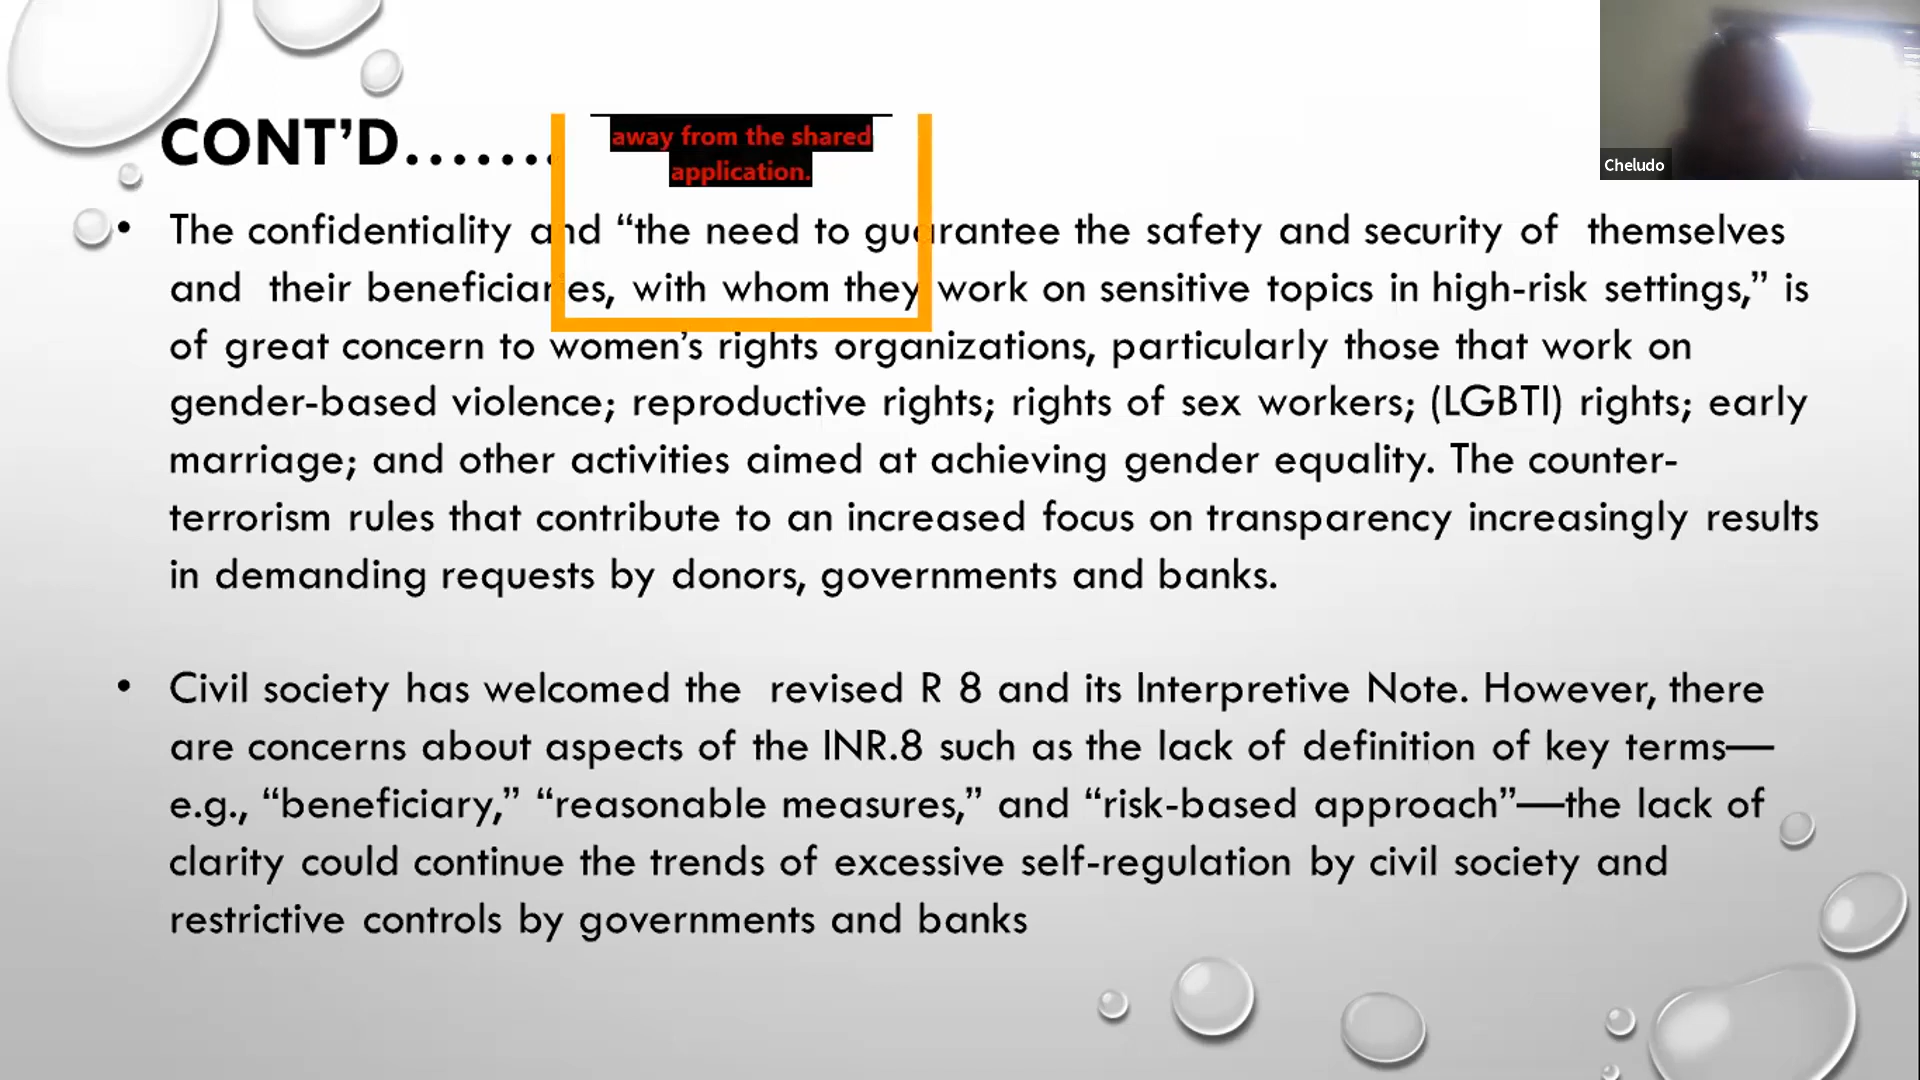 CONT’D.......
away from the shared
application.
Cheludo
• The confidentiality and “the need to guarantee the safety and security of themselves
and their beneficiaries, with whom they work on sensitive topics in high-risk settings,” is
of great concern to women’s rights organizations, particularly those that work on
gender-based violence; reproductive rights; rights of sex workers; (LGBTI) rights; early
marriage; and other activities aimed at achieving gender equality. The counter-
terrorism rules that contribute to an increased focus on transparency increasingly results
in demanding requests by donors, governments and banks.
• Civil society has welcomed the revised R 8 and its Interpretive Note. However, there
are concerns about aspects of the INR.8 such as the lack of definition of key terms—
e.g., “beneficiary,” “reasonable measures,” and “risk-based approach”—the lack of
clarity could continue the trends of excessive self-regulation by civil society and
restrictive controls by governments and banks